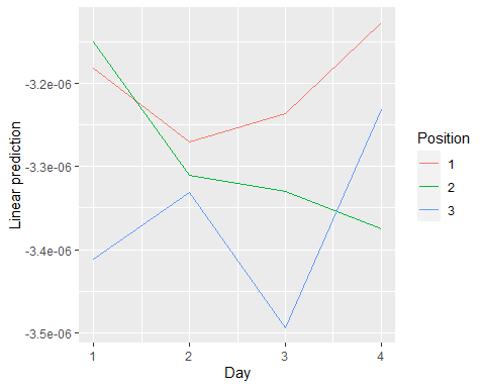 Linear prediction
-3.2e-06
-3.3e-06
-3.4e-06
-3.5e-06
1 2 3 4
Day
Position
1
2
3